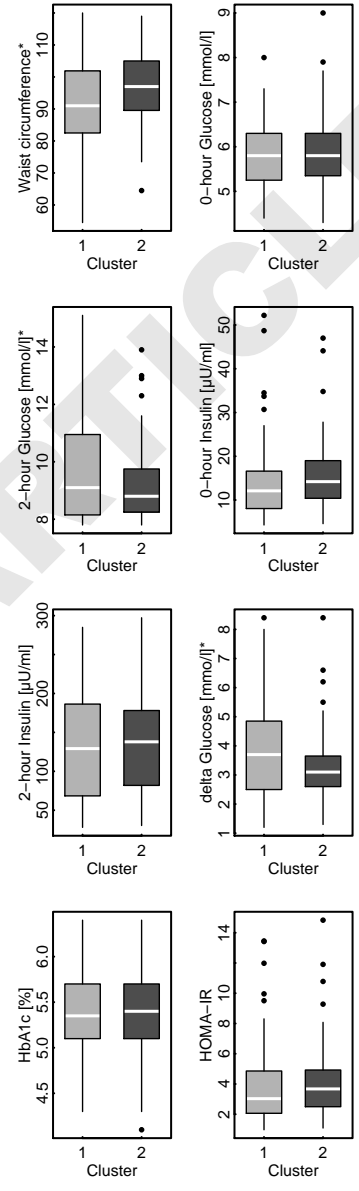 HbA1c [%]
4.5 5.0 5.5 6.0
1
2
Cluster
2−hour Insulin [µU/ml]
50 100 200 300
1
2
Cluster
2−hour Glucose [mmol/l]*
8 10 12 14
1
2
Cluster
Waist circumference*
60 70 80 90 110
1
2
Cluster
HOMA−IR
2 4 6 8 10 14
1
2
Cluster
delta Glucose [mmo/l]*
1 2 3 4 5 6 7 8
1
2
Cluster
0−hour Insulin [µU/ml]
10 20 30 40 50
1
2
Cluster
0−hour Glucose [mmol/l]
5 6 7 8 9
1
2
Cluster
ARTICL